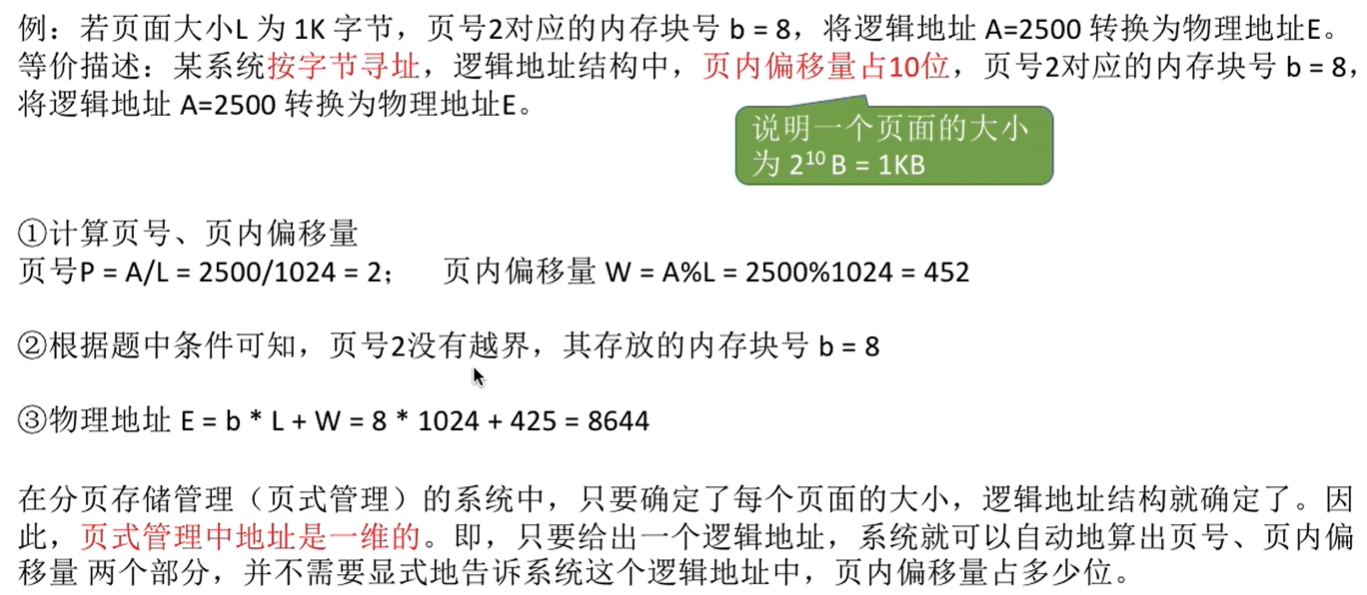 例：若页面大小L 为 1K 字节，页号2对应的内存块号 b = 8，将逻辑地址 A=2500 转换为物理地址E。
等价描述：某系统按字节寻址，逻辑地址结构中，页内偏移量占10位，页号2对应的内存块号 b = 8，
将逻辑地址 A=2500 转换为物理地址E。
说明一个页面的大小
为 2¹⁰ B = 1KB
①计算页号、页内偏移量
页号P = A/L = 2500/1024 = 2； 页内偏移量 W = A%L = 2500%1024 = 452
②根据题中条件可知，页号2没有越界，其存放的内存块号 b = 8
③物理地址 E = b * L + W = 8 * 1024 + 425 = 8644
在分页存储管理（页式管理）的系统中，只要确定了每个页面的大小，逻辑地址结构就确定了。因
此，页式管理中地址是一维的。即，只要给出一个逻辑地址，系统就可以自动地算出页号、页内偏
移量 两个部分，并不需要显式地告诉系统这个逻辑地址中，页内偏移量占多少位。